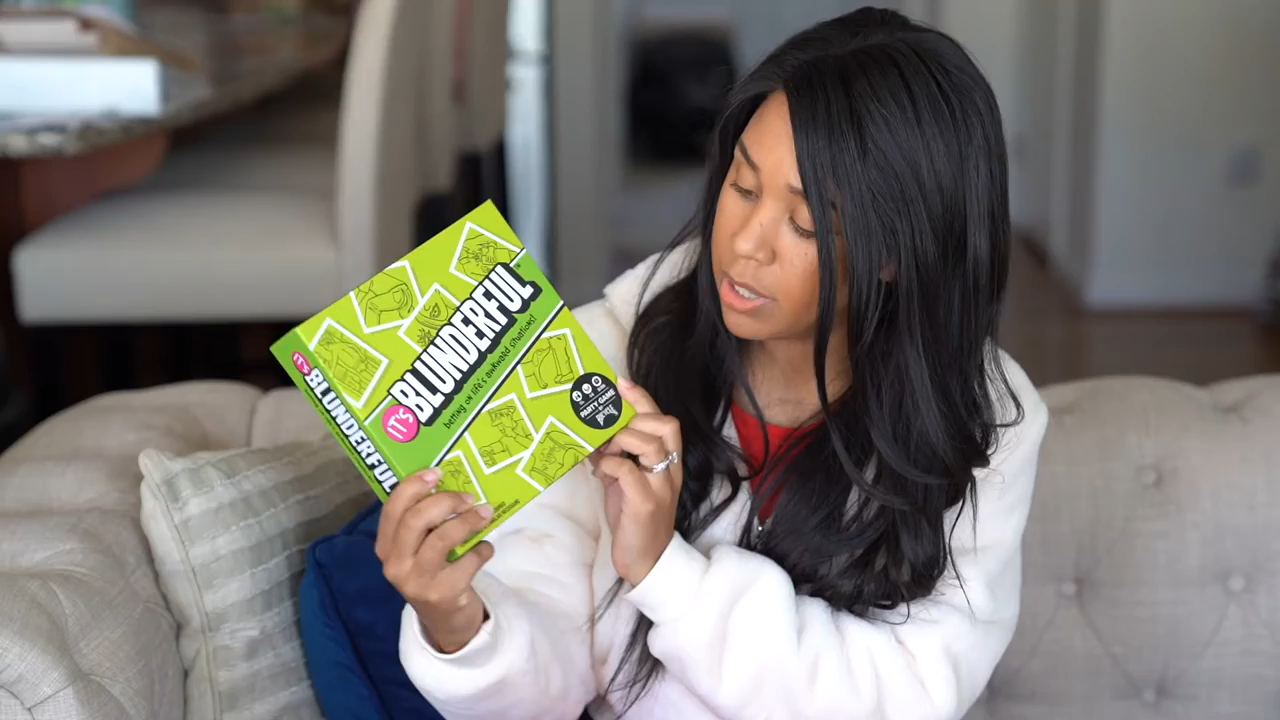 IT'S BLUNDERFUL
betting on life's awkward situations!
PARTY GAME
IT'S BLUNDERFUL